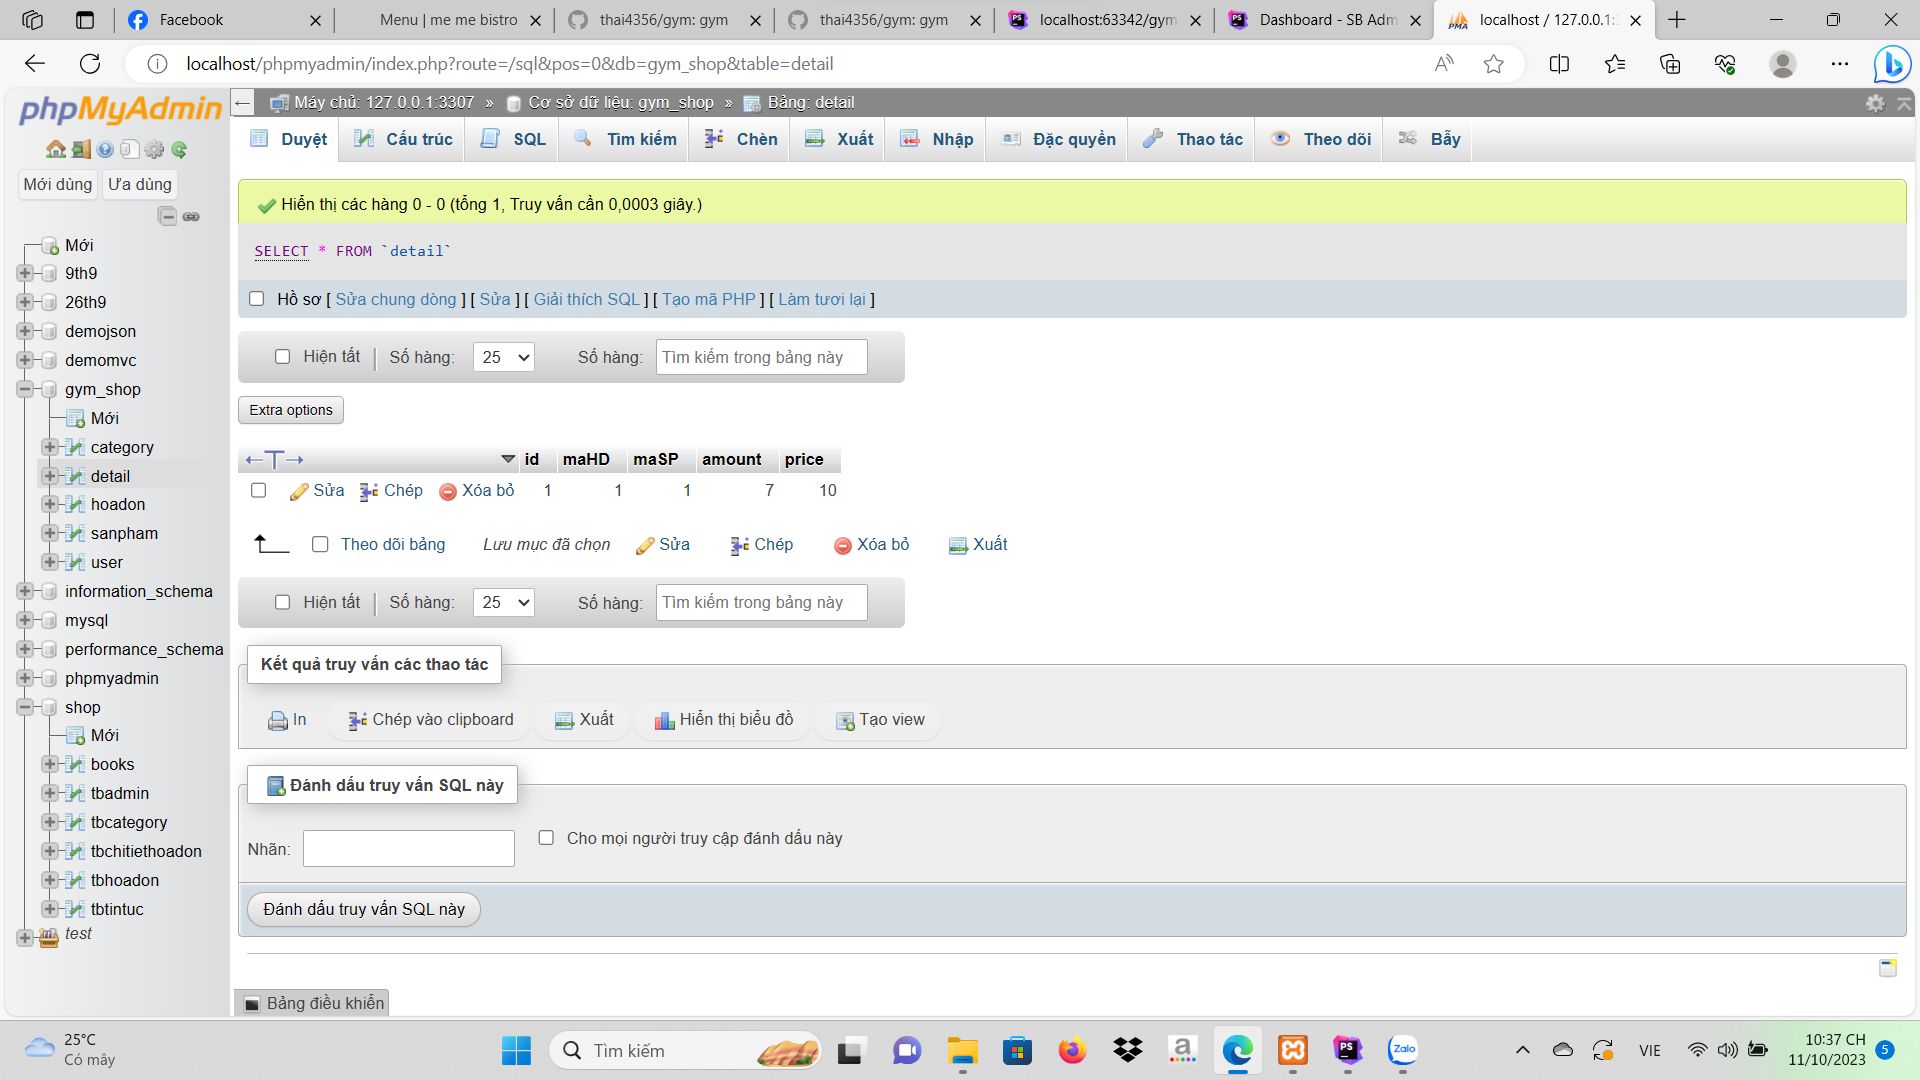 Facebook
Menu | me me bistro
thai4356/gym: gym
thai4356/gym: gym
localhost:63342/gym
Dashboard - SB Adm
localhost / 127.0.0.1:3
localhost/phpmyadmin/index.php?route=/sql&pos=0&db=gym_shop&table=detail
phpMyAdmin
Mới dùng
Ưa dùng
Mới
9th9
26th9
demojson
demomvc
gym_shop
Mới
category
detail
hoadon
sanpham
user
information_schema
mysql
performance_schema
phpmyadmin
shop
Mới
books
tbadmin
tbcategory
tbchitiethoadon
tbhoadon
tbtintuc
test
Máy chủ: 127.0.0.1:3307 » Cơ sở dữ liệu: gym_shop » Bảng: detail
Duyệt Cấu trúc SQL Tìm kiếm Chèn Xuất Nhập Đặc quyền Thao tác Theo dõi Bẫy
Hiển thị các hàng 0 - 0 (tổng 1, Truy vấn cần 0,0003 giây.)
SELECT * FROM `detail`
Hồ sơ [ Sửa chung dòng ] [ Sửa ] [ Giải thích SQL ] [ Tạo mã PHP ] [ Làm tươi lại ]
Hiện tất | Số hàng: 25 Số hàng: Tìm kiếm trong bảng này
Extra options
←T→ id maHD maSP amount price
Sửa Chép Xóa bỏ 1 1 1 7 10
Theo dõi bảng Lưu mục đã chọn Sửa Chép Xóa bỏ Xuất
Hiện tất | Số hàng: 25 Số hàng: Tìm kiếm trong bảng này
Kết quả truy vấn các thao tác
In Chép vào clipboard Xuất Hiển thị biểu đồ Tạo view
Đánh dấu truy vấn SQL này
Nhãn: Cho mọi người truy cập đánh dấu này
Đánh dấu truy vấn SQL này
Bảng điều khiển
25°C
Có mây
Tìm kiếm
Zalo
VIE
10:37 CH
11/10/2023
5